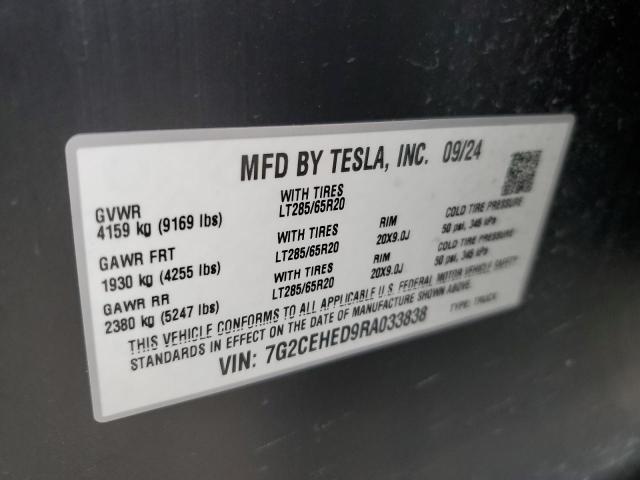 MFD BY TESLA, INC. 09/24
GVWR
4159 kg (9169 lbs)
WITH TIRES
LT285/65R20
GAWR FRT
1930 kg (4255 lbs)
WITH TIRES
LT285/65R20
RIM
20X9.0J
COLD TIRE PRESSURE
50 psi, 345 kPa
GAWR RR
2380 kg (5247 lbs)
WITH TIRES
LT285/65R20
RIM
20X9.0J
COLD TIRE PRESSURE
50 psi, 345 kPa
THIS VEHICLE CONFORMS TO ALL APPLICABLE U.S. FEDERAL MOTOR VEHICLE SAFETY
STANDARDS IN EFFECT ON THE DATE OF MANUFACTURE SHOWN ABOVE.
VIN: 7G2CEHED9RA033838
TYPE: TRUCK